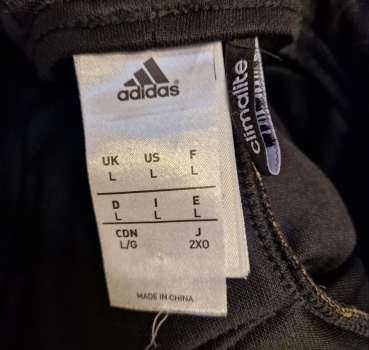 adidas®
climalite
UK US F
L L L
D I E
L L L
CDN J
L/G 2XO
MADE IN CHINA